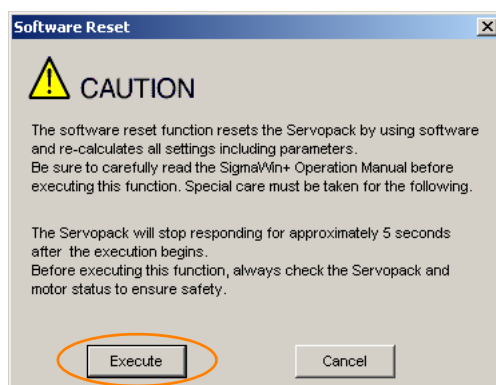 Software Reset
CAUTION
The software reset function resets the Servopack by using software
and re-calculates all settings including parameters.
Be sure to carefully read the SigmaWin+ Operation Manual before
executing this function. Special care must be taken for the following.
The Servopack will stop responding for approximately 5 seconds
after the execution begins.
Before executing this function, always check the Servopack and
motor status to ensure safety.
Execute Cancel